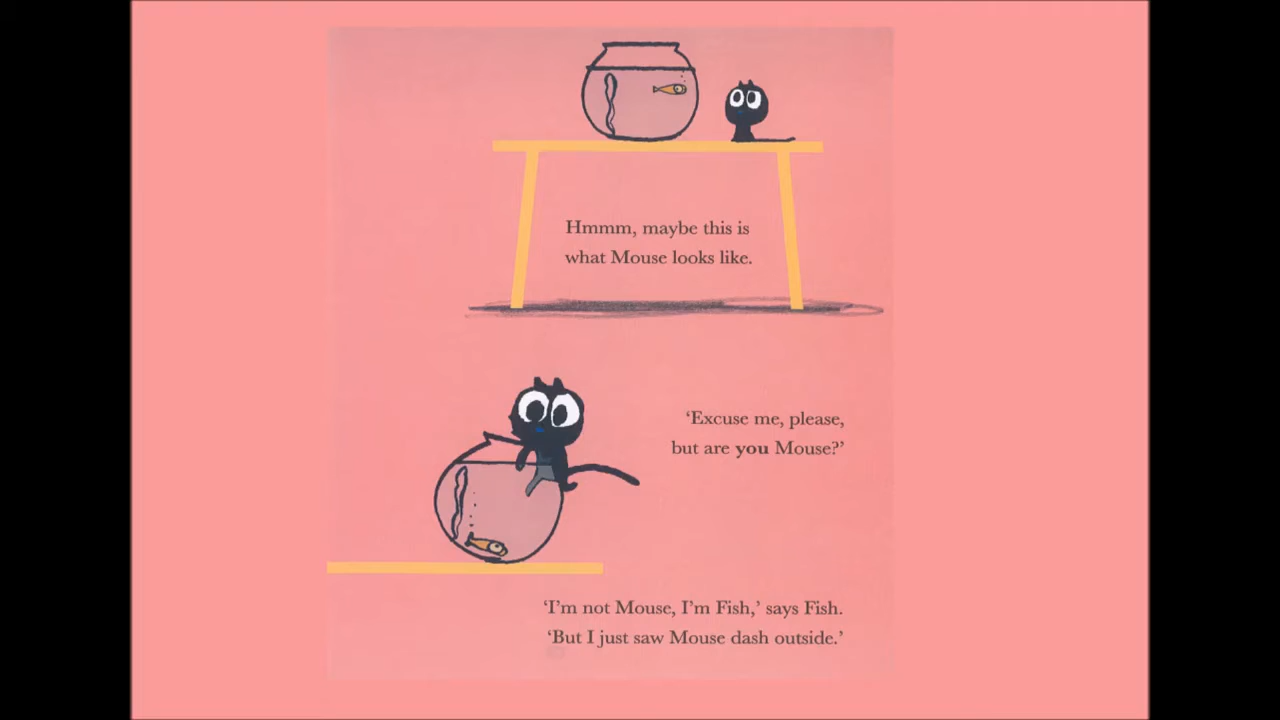 Hmmm, maybe this is
what Mouse looks like.
‘Excuse me, please,
but are you Mouse?’
‘I’m not Mouse, I’m Fish,’ says Fish.
‘But I just saw Mouse dash outside.’